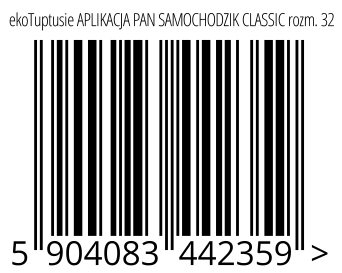 ekoTuptusie APLIKACJA PAN SAMOCHODZIK CLASSIC rozm. 32
5 904083 442359 >